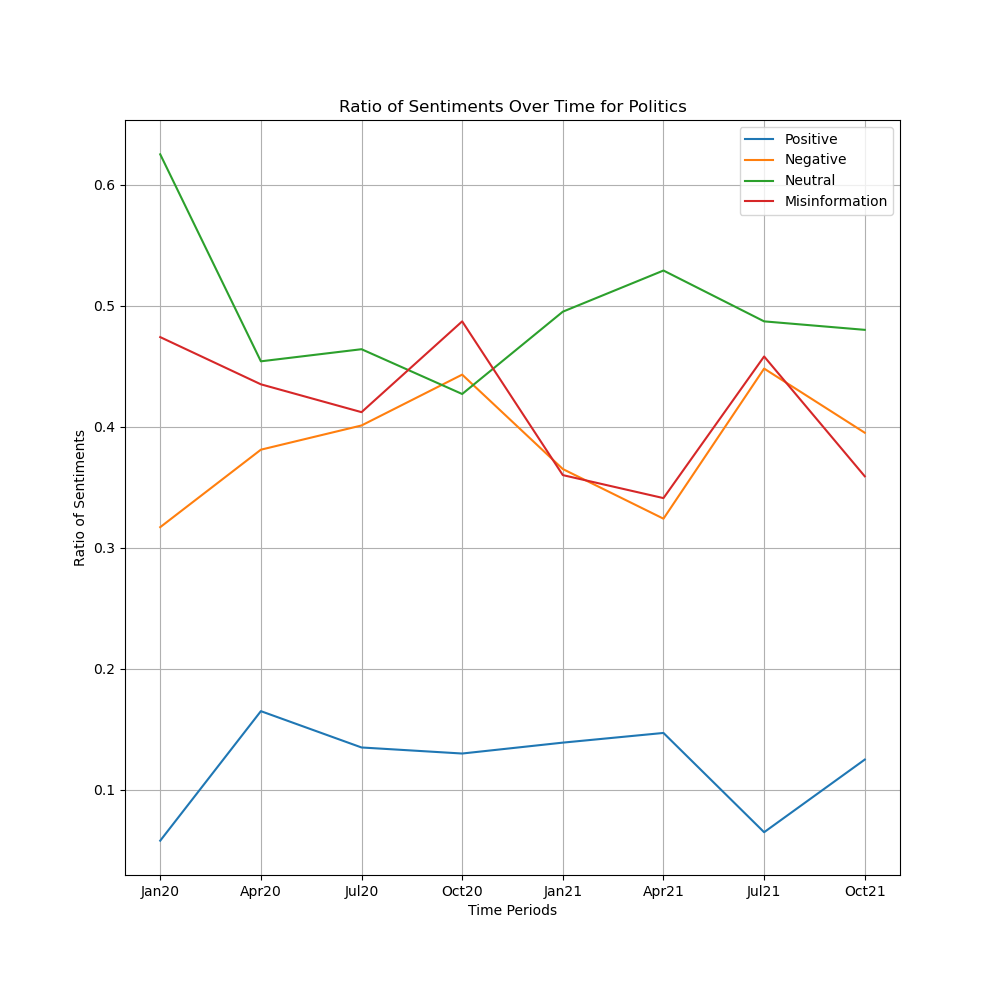 Ratio of Sentiments Over Time for Politics
Positive
Negative
Neutral
Misinformation
Ratio of Sentiments
0.6
0.5
0.4
0.3
0.2
0.1
Jan20 Apr20 Jul20 Oct20 Jan21 Apr21 Jul21 Oct21
Time Periods